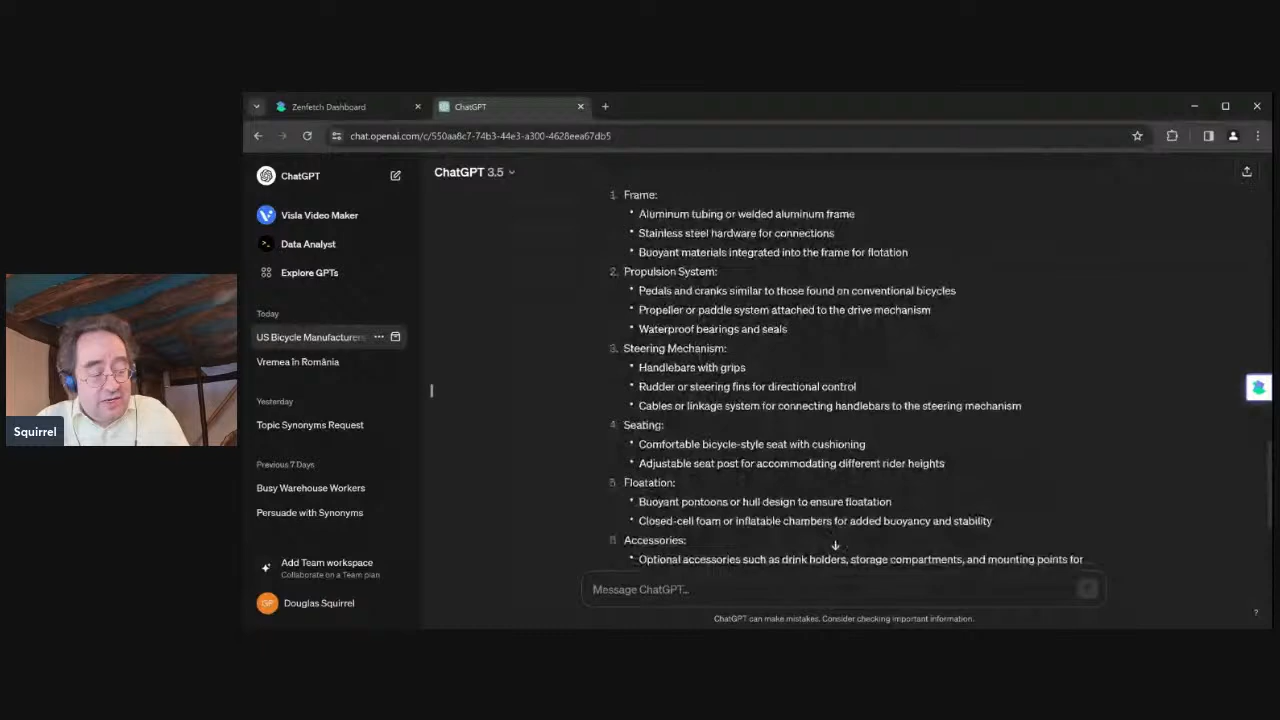 Zenfetch Dashboard
ChatGPT
chat.openai.com/c/550aa8c7-74b3-44e3-a300-4628eea67db5
ChatGPT
ChatGPT 3.5
Visla Video Maker
Data Analyst
Explore GPTs
Today
US Bicycle Manufacturers
Vremea în România
Yesterday
Topic Synonyms Request
Previous 7 Days
Busy Warehouse Workers
Persuade with Synonyms
Add Team workspace
Collaborate on a Team plan
GP Douglas Squirrel
Squirrel
1. Frame:
• Aluminum tubing or welded aluminum frame
• Stainless steel hardware for connections
• Buoyant materials integrated into the frame for flotation
2. Propulsion System:
• Pedals and cranks similar to those found on conventional bicycles
• Propeller or paddle system attached to the drive mechanism
• Waterproof bearings and seals
3. Steering Mechanism:
• Handlebars with grips
• Rudder or steering fins for directional control
• Cables or linkage system for connecting handlebars to the steering mechanism
4. Seating:
• Comfortable bicycle-style seat with cushioning
• Adjustable seat post for accommodating different rider heights
5. Floatation:
• Buoyant pontoons or hull design to ensure floatation
• Closed-cell foam or inflatable chambers for added buoyancy and stability
6. Accessories:
• Optional accessories such as drink holders, storage compartments, and mounting points for
Message ChatGPT...
ChatGPT can make mistakes. Consider checking important information.
?